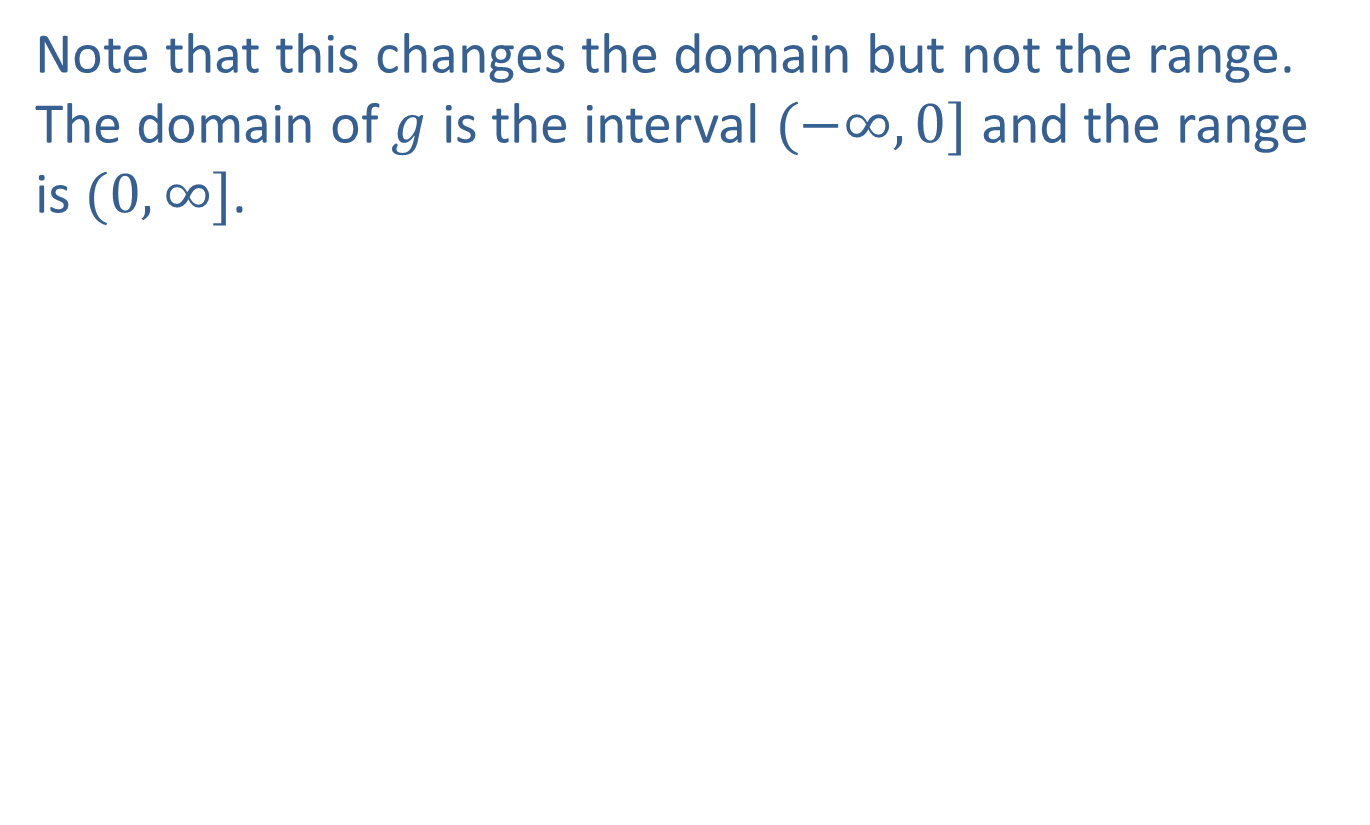 Note that this changes the domain but not the range.
The domain of g is the interval (−∞, 0] and the range
is (0, ∞].